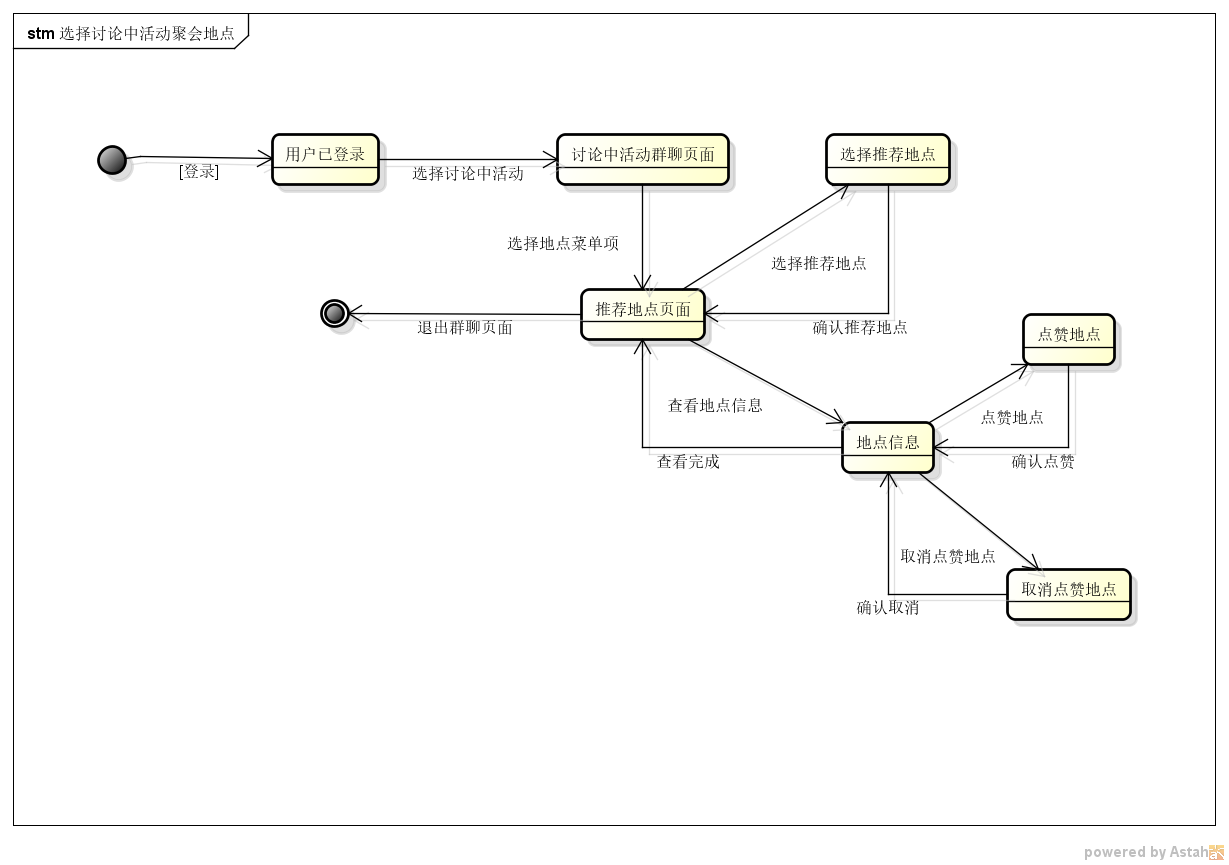 stm 选择讨论中活动聚会地点
用户已登录
讨论中活动群聊页面
选择推荐地点
[登录]
选择讨论中活动
选择地点菜单项
选择推荐地点
推荐地点页面
退出群聊页面
确认推荐地点
点赞地点
查看地点信息
点赞地点
地点信息
查看完成
确认点赞
取消点赞地点
取消点赞地点
确认取消
powered by Astah